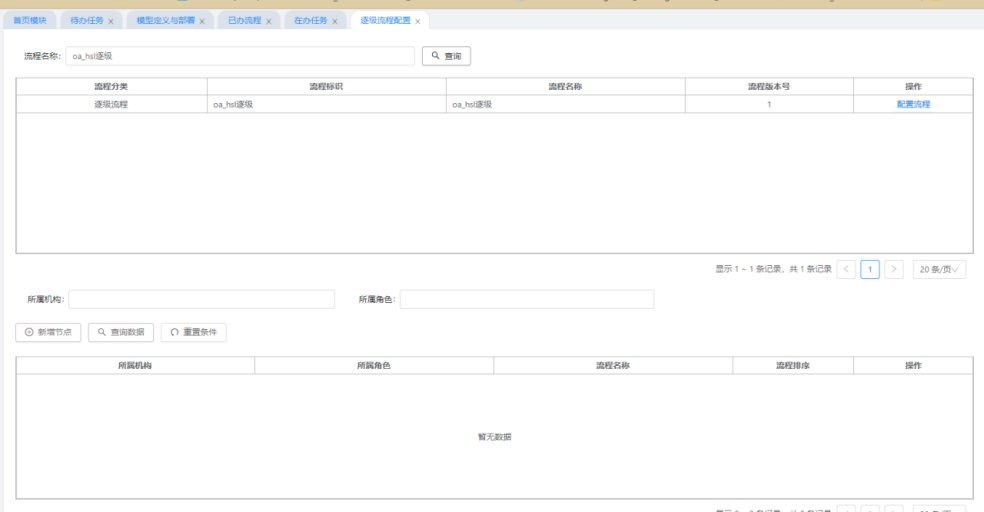 首页模块 待办任务 × 模型定义与部署 × 已办流程 × 在办任务 × 逐级流程配置 ×
流程名称: oa_hsl逐级 查询
流程分类 流程标识 流程名称 流程版本号 操作
逐级流程 oa_hsl逐级 oa_hsl逐级 1 配置流程
显示 1 ~ 1 条记录，共 1 条记录 < 1 > 20 条/页
所属机构: 所属角色:
新增节点 查询数据 重置条件
所属机构 所属角色 流程名称 流程排序 操作
暂无数据